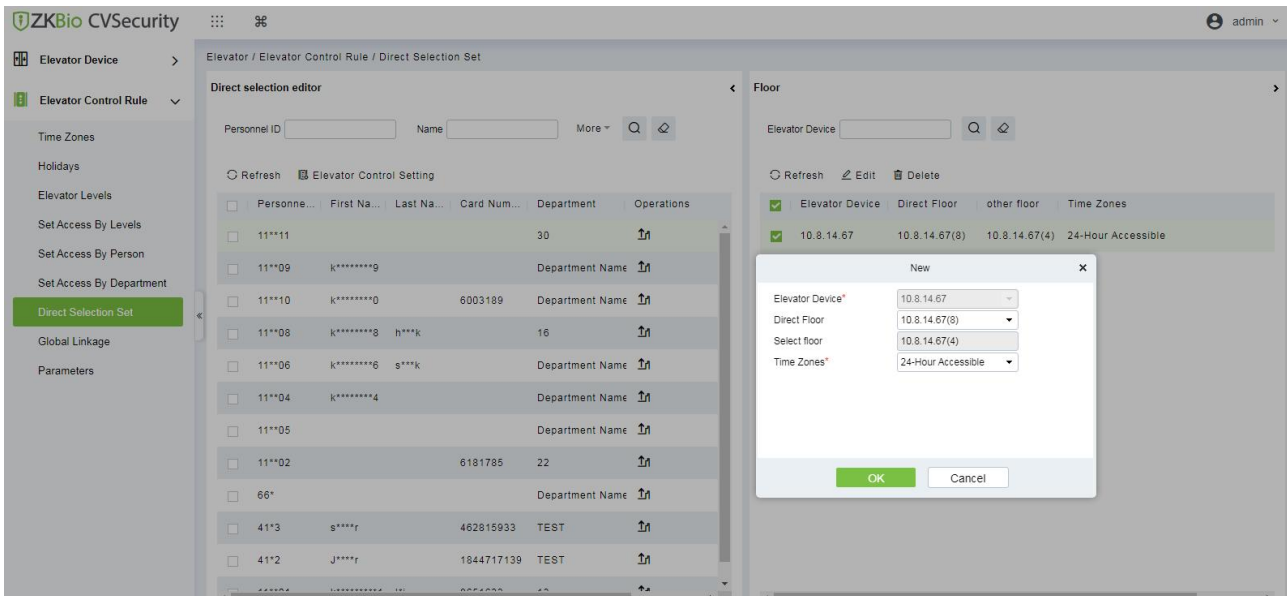 ZKBio CVSecurity
admin
Elevator Device
Elevator Control Rule
Time Zones
Holidays
Elevator Levels
Set Access By Levels
Set Access By Person
Set Access By Department
Direct Selection Set
Global Linkage
Parameters
Elevator / Elevator Control Rule / Direct Selection Set
Direct selection editor
Personnel ID Name More
Refresh Elevator Control Setting
Personne... First Na... Last Na... Card Num... Department Operations
11**11 30
11**09 k********9 Department Name
11**10 k********0 6003189 Department Name
11**08 k********8 h***k 16
11**06 k********6 s***k Department Name
11**04 k********4 Department Name
11**05 Department Name
11**02 6181785 22
66* Department Name
41*3 s****r 462815933 TEST
41*2 J****r 1844717139 TEST
Floor
Elevator Device
Refresh Edit Delete
Elevator Device Direct Floor other floor Time Zones
10.8.14.67 10.8.14.67(8) 10.8.14.67(4) 24-Hour Accessible
New
Elevator Device* 10.8.14.67
Direct Floor 10.8.14.67(8)
Select floor 10.8.14.67(4)
Time Zones* 24-Hour Accessible
OK Cancel